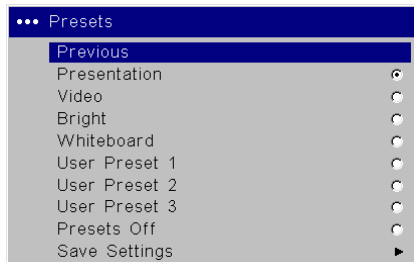 Presets
Previous
Presentation
Video
Bright
Whiteboard
User Preset 1
User Preset 2
User Preset 3
Presets Off
Save Settings